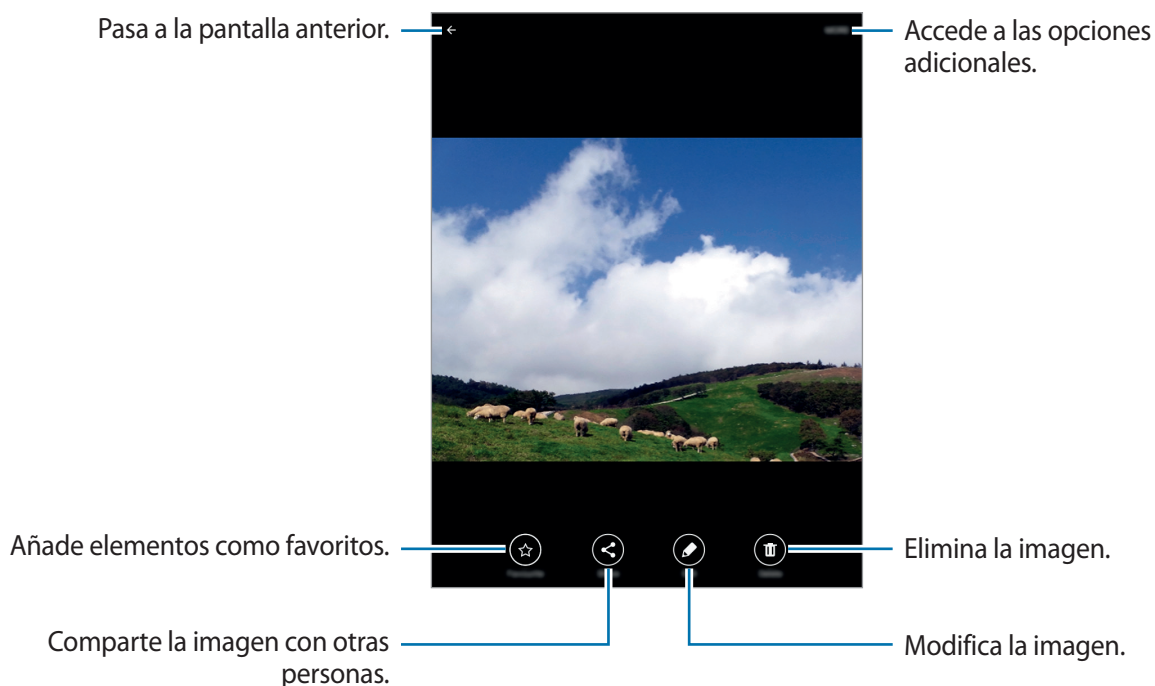 Pasa a la pantalla anterior.
Accede a las opciones
adicionales.
Añade elementos como favoritos.
Elimina la imagen.
Comparte la imagen con otras
personas.
Modifica la imagen.